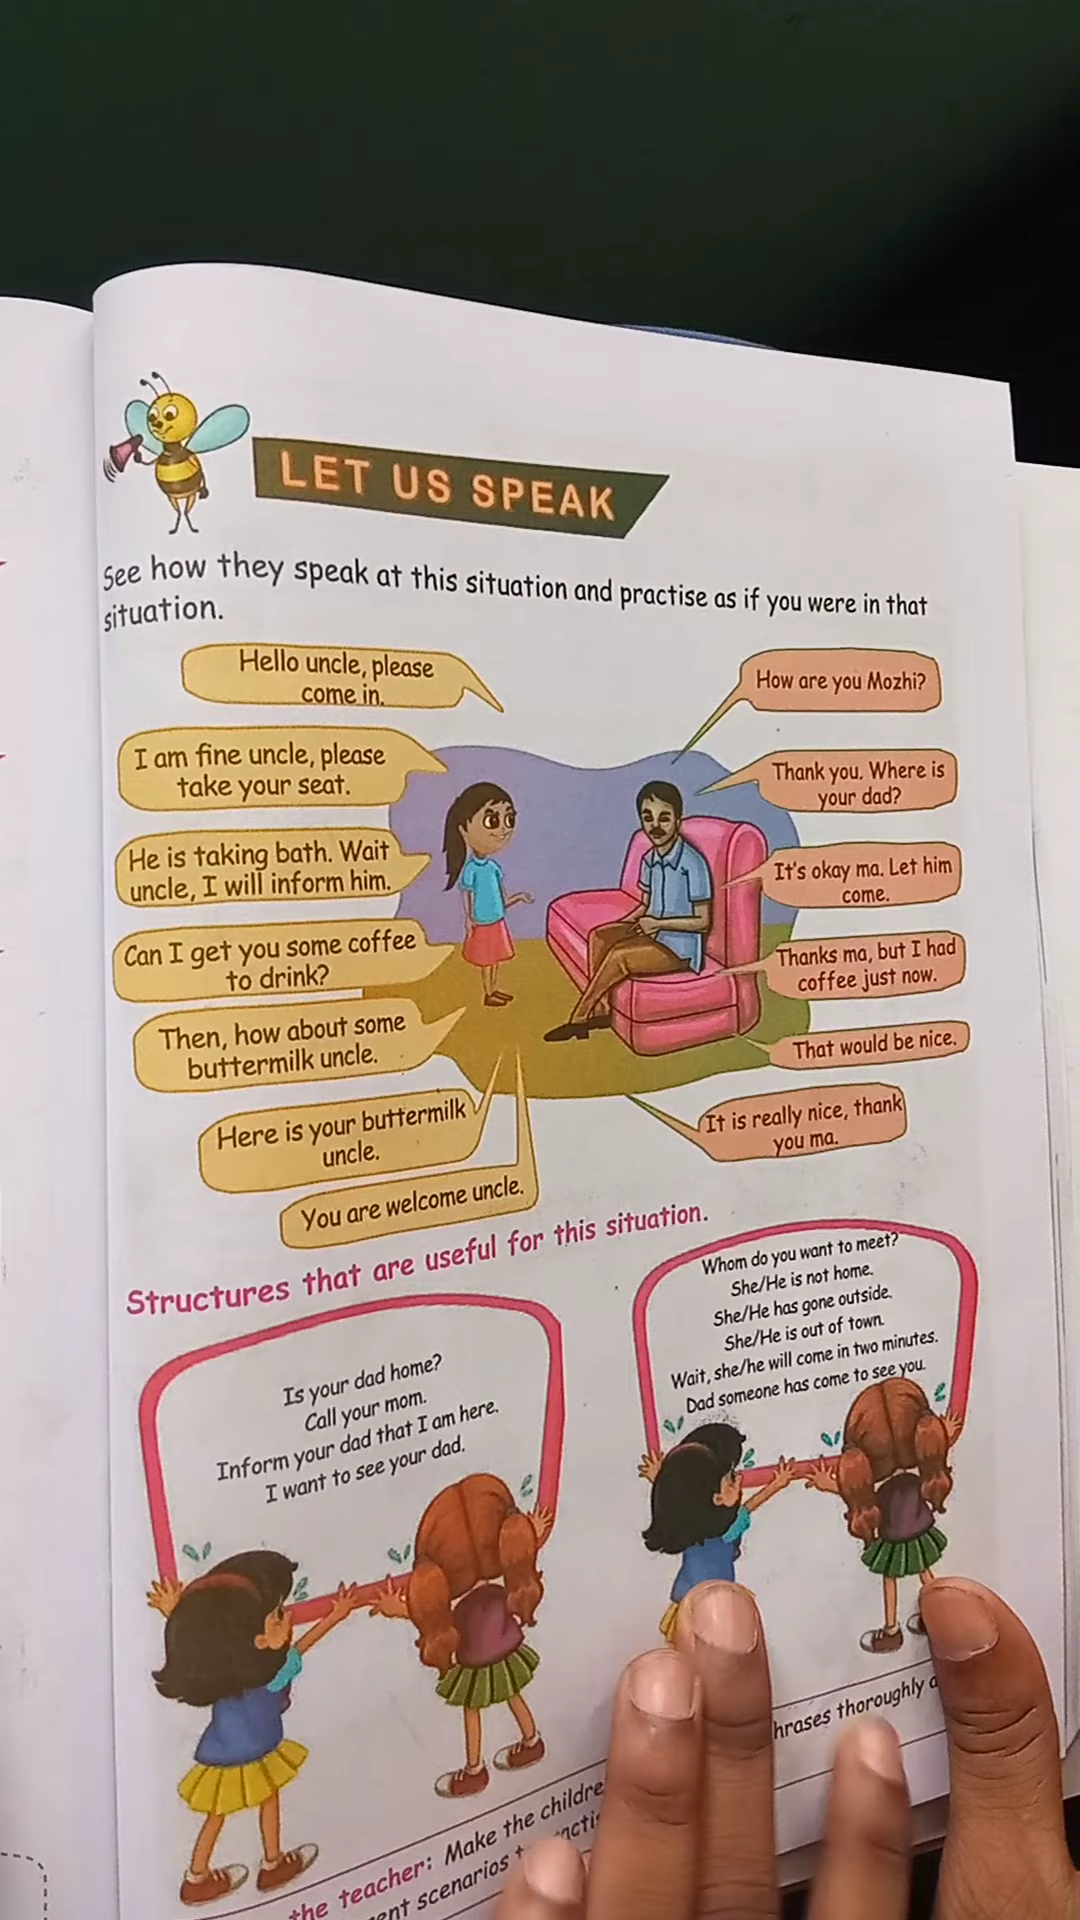 LET US SPEAK
See how they speak at this situation and practise as if you were in that
situation.
Hello uncle, please
come in.
How are you Mozhi?
I am fine uncle, please
take your seat.
Thank you. Where is
your dad?
He is taking bath. Wait
uncle, I will inform him.
It's okay ma. Let him
come.
Can I get you some coffee
to drink?
Thanks ma, but I had
coffee just now.
Then, how about some
buttermilk uncle.
That would be nice.
Here is your buttermilk
uncle.
It is really nice, thank
you ma.
You are welcome uncle.
Structures that are useful for this situation.
Is your dad home?
Call your mom.
Inform your dad that I am here.
I want to see your dad.
Whom do you want to meet?
She/He is not home.
She/He has gone outside.
She/He is out of town.
Wait, she/he will come in two minutes.
Dad someone has come to see you.
the teacher: Make the childre
hrases thoroughly
ent scenarios